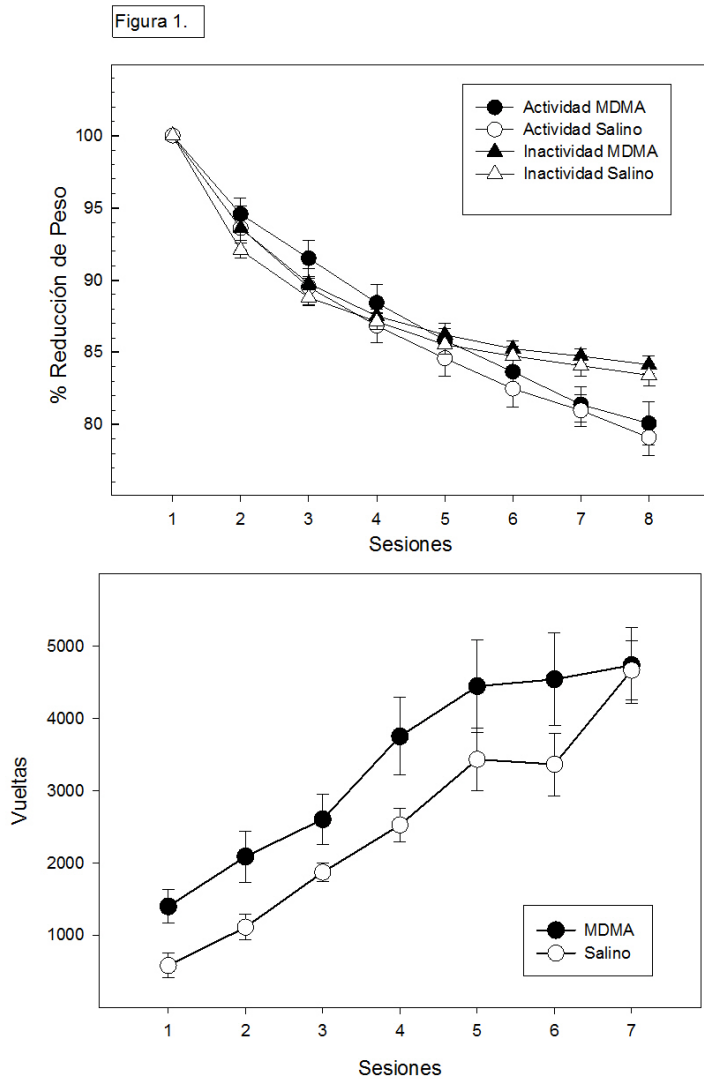 Figura 1.
Actividad MDMA
Actividad Salino
Inactividad MDMA
Inactividad Salino
% Reducción de Peso
100
95
90
85
80
1 2 3 4 5 6 7 8
Sesiones
Vueltas
5000
4000
3000
2000
1000
MDMA
Salino
1 2 3 4 5 6 7
Sesiones